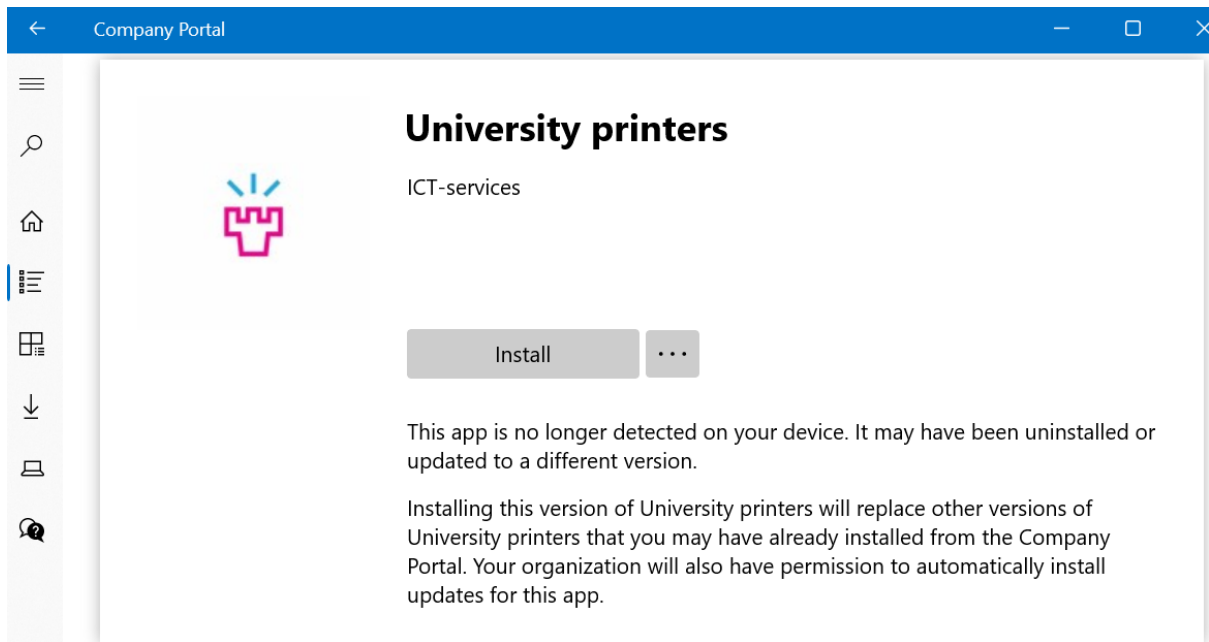 Company Portal
University printers
ICT-services
Install
This app is no longer detected on your device. It may have been uninstalled or
updated to a different version.
Installing this version of University printers will replace other versions of
University printers that you may have already installed from the Company
Portal. Your organization will also have permission to automatically install
updates for this app.